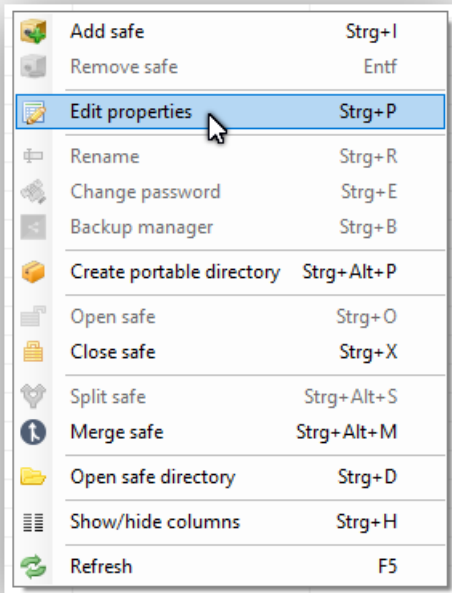 Add safe Strg+I
Remove safe Entf
Edit properties Strg+P
Rename Strg+R
Change password Strg+E
Backup manager Strg+B
Create portable directory Strg+Alt+P
Open safe Strg+O
Close safe Strg+X
Split safe Strg+Alt+S
Merge safe Strg+Alt+M
Open safe directory Strg+D
Show/hide columns Strg+H
Refresh F5